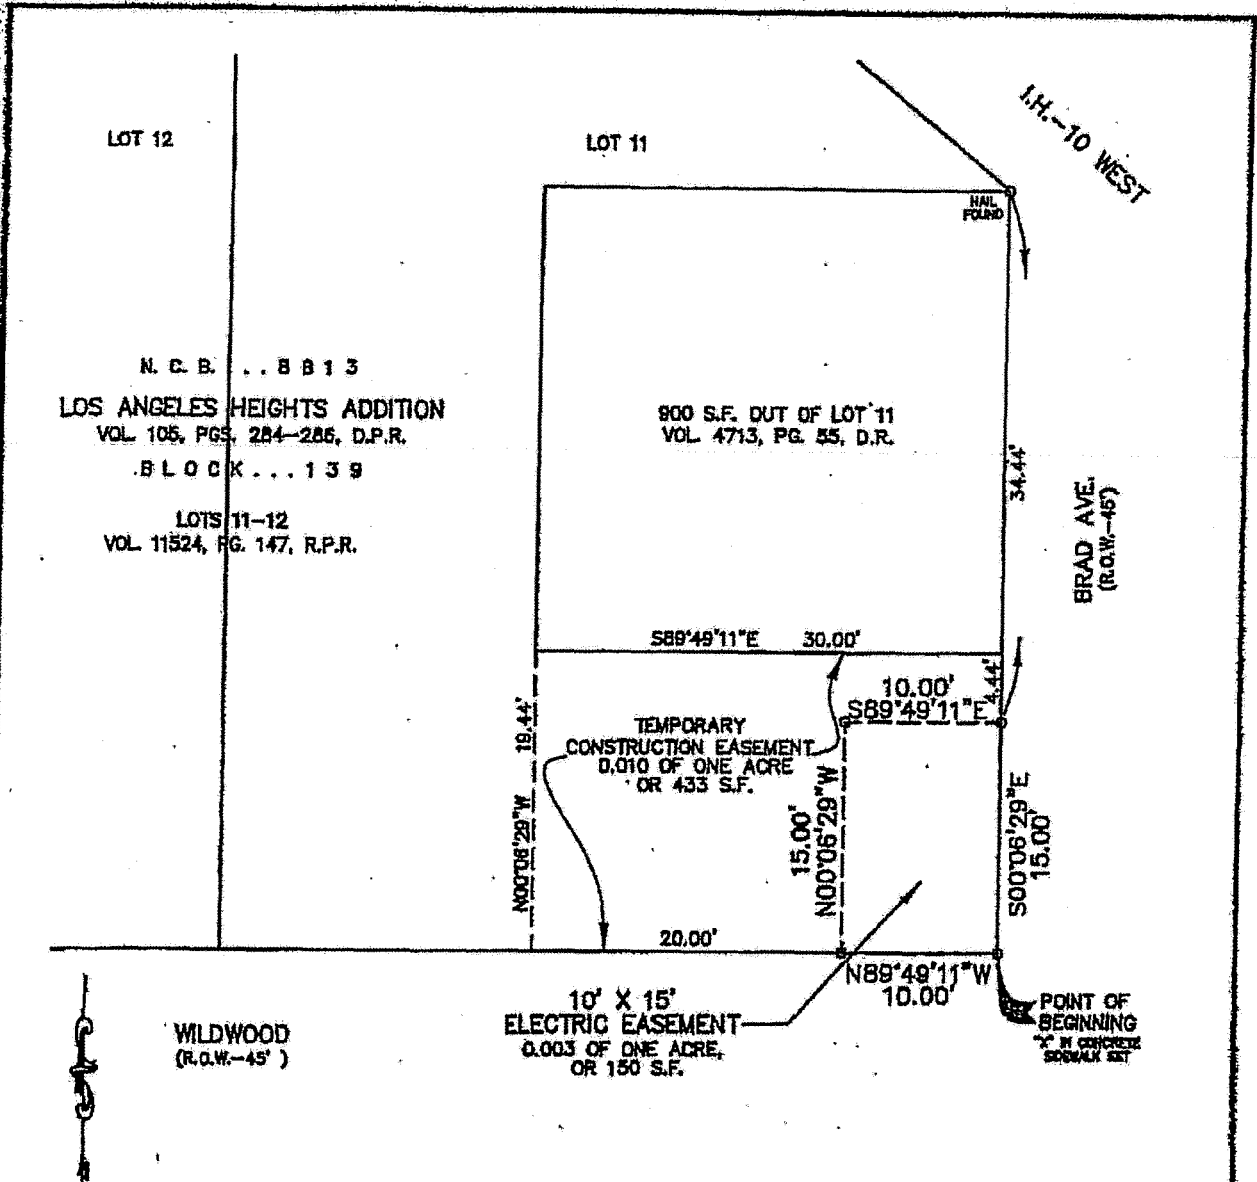 LOT 12
LOT 11
I.H.-10 WEST
NAIL
FOUND
N. C. B. . . . 8 8 1 3
LOS ANGELES HEIGHTS ADDITION
VOL. 105, PGS. 284-286, D.P.R.
B L O C K . . . 1 3 9
LOTS 11-12
VOL. 11524, PG. 147, R.P.R.
900 S.F. OUT OF LOT 11
VOL. 4713, PG. 55, D.R.
34.44'
BRAD AVE.
(R.O.W.-45')
S89°49'11"E 30.00'
4.44'
10.00'
S89°49'11"E
19.44'
N00°06'29"W
TEMPORARY
CONSTRUCTION EASEMENT
0.010 OF ONE ACRE
OR 433 S.F.
15.00'
N00°06'29"W
S00°06'29"E
15.00'
20.00'
N89°49'11"W
10.00'
10' X 15'
ELECTRIC EASEMENT
0.003 OF ONE ACRE,
OR 150 S.F.
WILDWOOD
(R.O.W.-45' )
POINT OF
BEGINNING
"X" IN CONCRETE
SIDEWALK SET